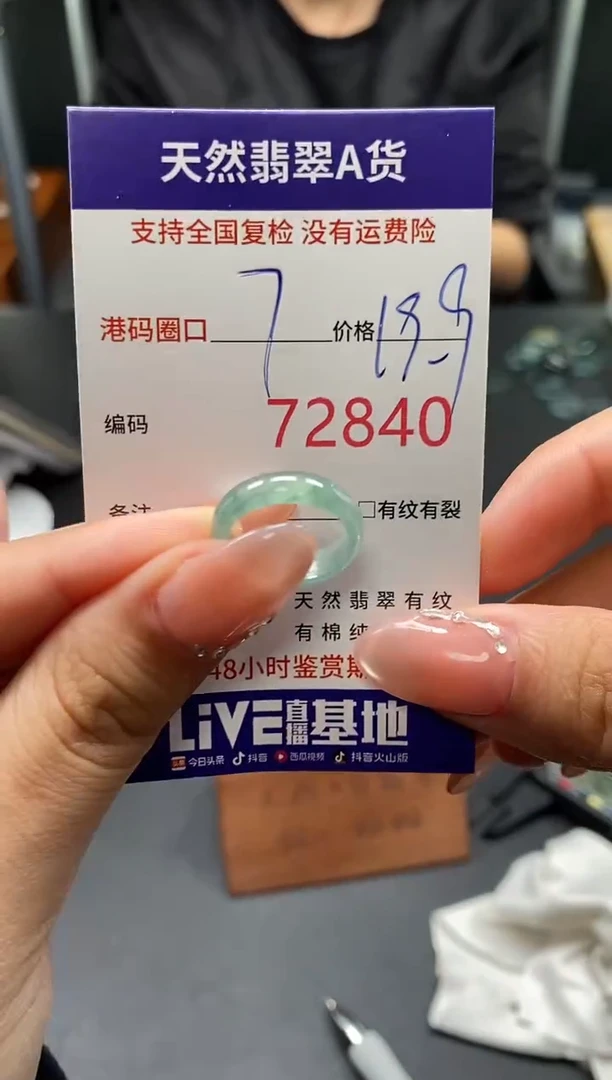 天然翡翠A货
支持全国复检 没有运费险
港码圈口 7 价格
编码 72840
备注 □有纹有裂
天然翡翠有纹
有棉纯
48小时鉴赏期
LiVE直播基地
今日头条 抖音 西瓜视频 抖音火山版